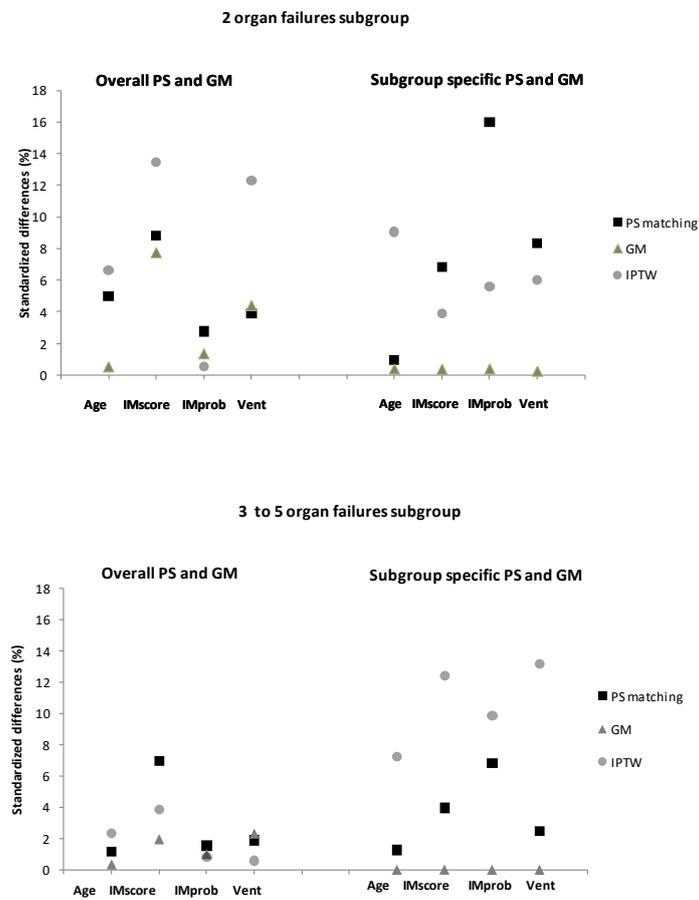 2 organ failures subgroup
Overall PS and GM
Subgroup specific PS and GM
Standardized differences (%)
18
16
14
12
10
8
6
4
2
0
Age IMscore IMprob Vent
Age IMscore IMprob Vent
PS matching
GM
IPTW
3 to 5 organ failures subgroup
Overall PS and GM
Subgroup specific PS and GM
Standardized differences (%)
18
16
14
12
10
8
6
4
2
0
Age IMscore IMprob Vent
Age IMscore IMprob Vent
PS matching
GM
IPTW